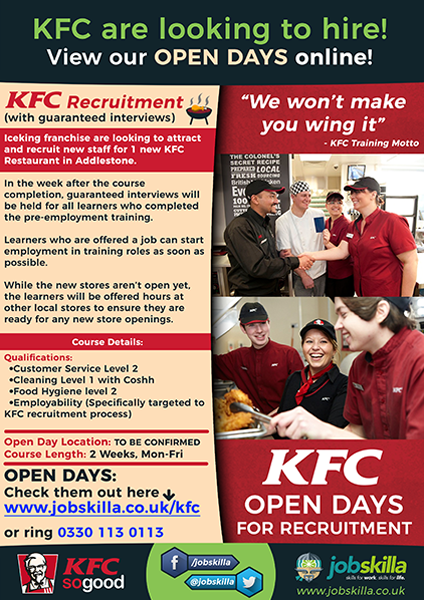 KFC are looking to hire!
View our OPEN DAYS online!
KFC Recruitment
(with guaranteed interviews)
Iceking franchise are looking to attract
and recruit new staff for 1 new KFC
Restaurant in Addlestone.
In the week after the course
completion, guaranteed interviews will
be held for all learners who completed
the pre-employment training.
Learners who are offered a job can start
employment in training roles as soon as
possible.
While the new stores aren't open yet,
the learners will be offered hours at
other local stores to ensure they are
ready for any new store openings.
Course Details:
Qualifications:
•Customer Service Level 2
•Cleaning Level 1 with Coshh
•Food Hygiene level 2
•Employability (Specifically targeted to
KFC recruitment process)
Open Day Location: TO BE CONFIRMED
Course Length: 2 Weeks, Mon-Fri
OPEN DAYS:
Check them out here
www.jobskilla.co.uk/kfc
or ring 0330 113 0113
“We won’t make
you wing it”
- KFC Training Motto
THE COLONEL'S
SECRET RECIPE
PREPARED LOCAL
FRESH
100
KFC
OPEN DAYS
FOR RECRUITMENT
KFC
KFC
sogood
/jobskilla
@jobskilla
jobskilla
skills for work. skills for life.
www.jobskilla.co.uk